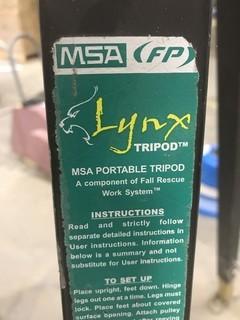 MSA (FP)
Lynx
TRIPOD™
MSA PORTABLE TRIPOD
A component of Fall Rescue
Work System™
INSTRUCTIONS
Read and strictly follow
separate detailed instructions in
User instructions. Information
below is a summary and not
substitute for User instructions.
TO SET UP
Place upright, feet down. Hinge
legs out one at a time. Legs must
lock. Place feet about covered
surface opening. Attach pulley